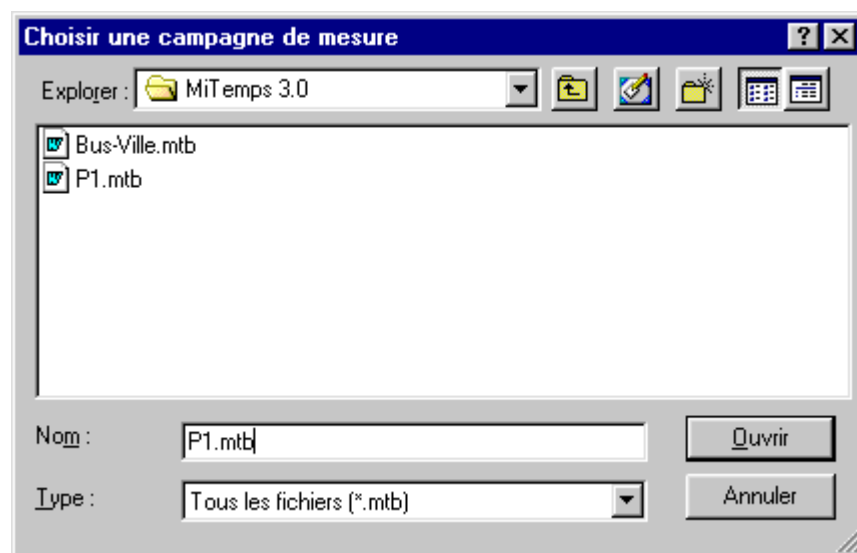 Choisir une campagne de mesure
Explorer : MiTemps 3.0
Bus-Ville.mtb
P1.mtb
Nom : P1.mtb Ouvrir
Type : Tous les fichiers (*.mtb) Annuler